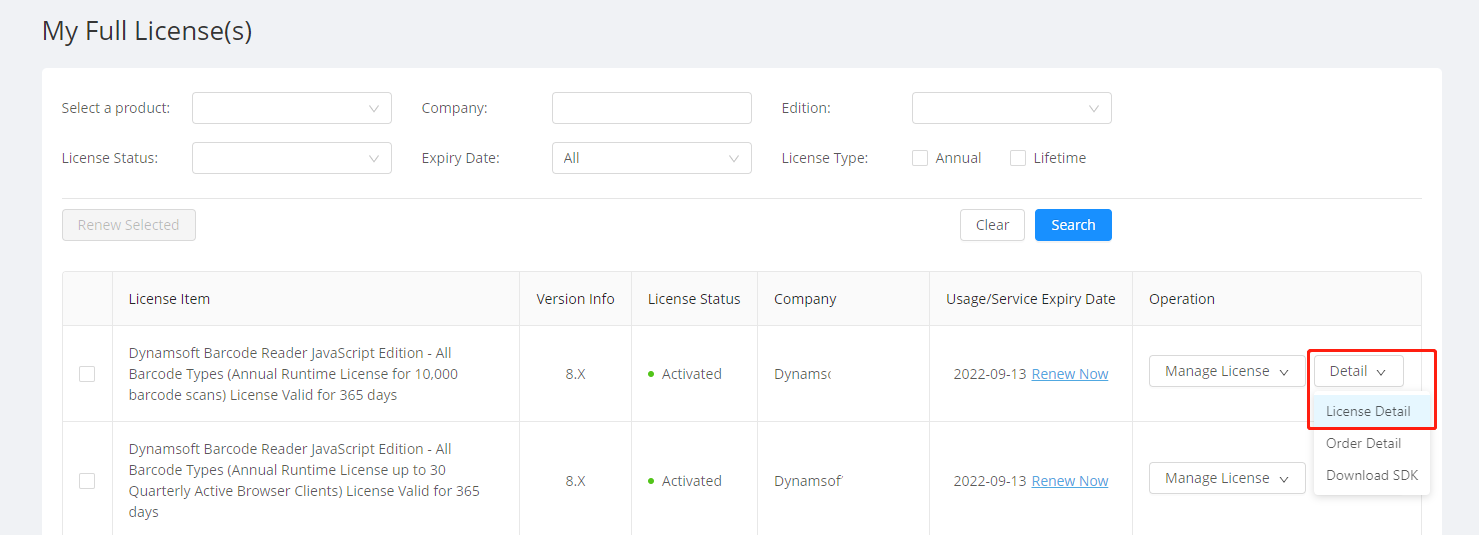 My Full License(s)
Select a product:
Company:
Edition:
License Status:
Expiry Date:
All
License Type:
Annual
Lifetime
Renew Selected
Clear
Search
License Item
Version Info
License Status
Company
Usage/Service Expiry Date
Operation
Dynamsoft Barcode Reader JavaScript Edition - All
Barcode Types (Annual Runtime License for 10,000
barcode scans) License Valid for 365 days
8.X
Activated
2022-09-13 Renew Now
Manage License
Detail
License Detail
Order Detail
Download SDK
Dynamsoft Barcode Reader JavaScript Edition - All
Barcode Types (Annual Runtime License up to 30
Quarterly Active Browser Clients) License Valid for 365
days
8.X
Activated
2022-09-13 Renew Now
Manage License